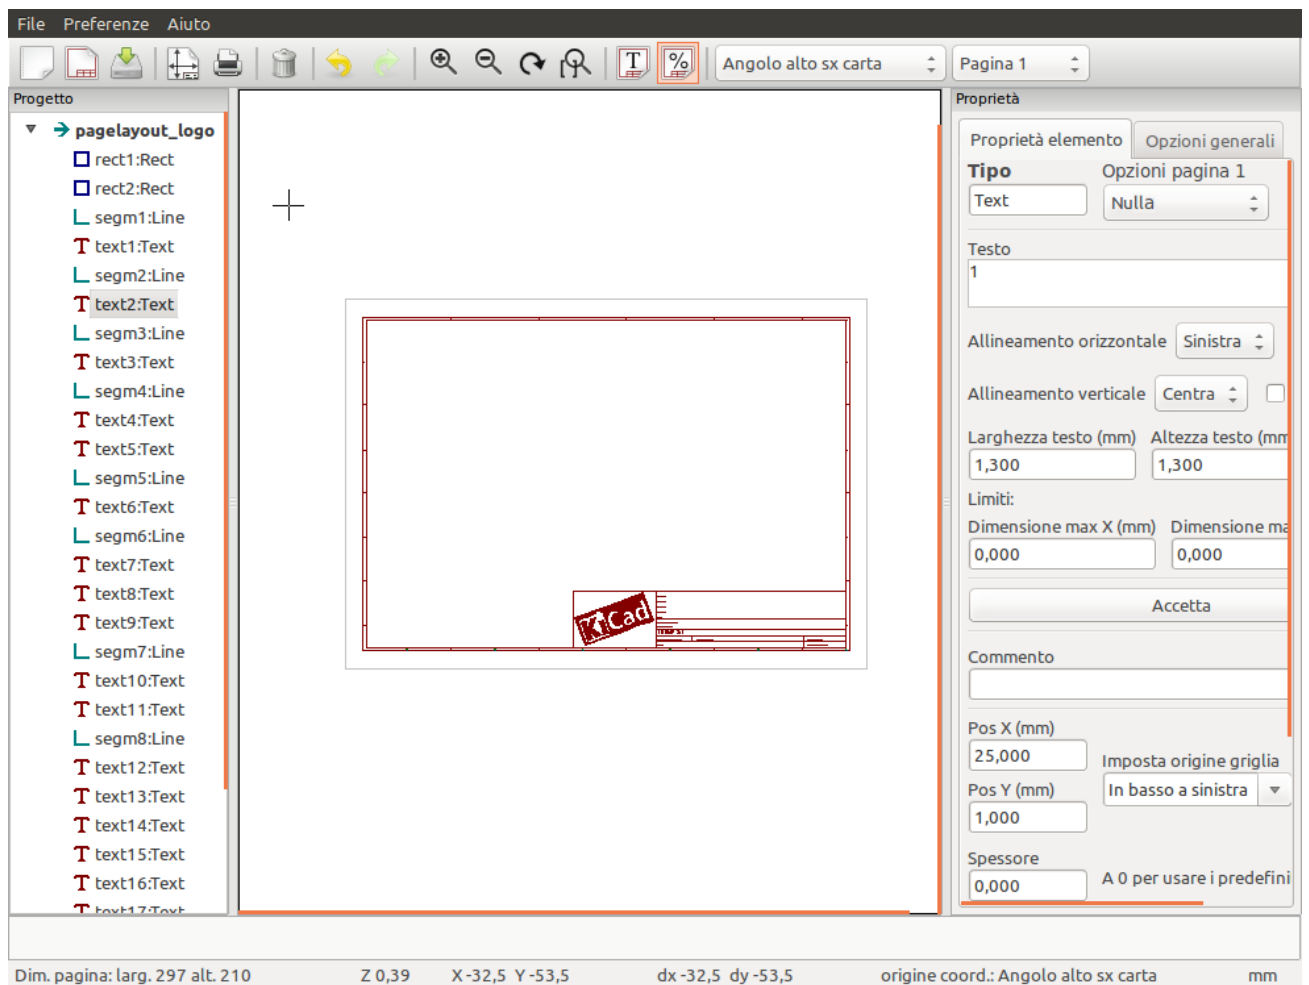 File Preferenze Aiuto
T % Angolo alto sx carta Pagina 1
Progetto
pagelayout_logo
rect1:Rect
rect2:Rect
segm1:Line
text1:Text
segm2:Line
text2:Text
segm3:Line
text3:Text
segm4:Line
text4:Text
text5:Text
segm5:Line
text6:Text
segm6:Line
text7:Text
text8:Text
text9:Text
segm7:Line
text10:Text
text11:Text
segm8:Line
text12:Text
text13:Text
text14:Text
text15:Text
text16:Text
text17:Text
KiCad
Proprietà
Proprietà elemento Opzioni generali
Tipo Opzioni pagina 1
Text Nulla
Testo
1
Allineamento orizzontale Sinistra
Allineamento verticale Centra
Larghezza testo (mm) Altezza testo (mm
1,300 1,300
Limiti:
Dimensione max X (mm) Dimensione ma
0,000 0,000
Accetta
Commento
Pos X (mm)
25,000 Imposta origine griglia
Pos Y (mm) In basso a sinistra
1,000
Spessore
0,000 A 0 per usare i predefini
Dim. pagina: larg. 297 alt. 210 Z 0,39 X -32,5 Y -53,5 dx -32,5 dy -53,5 origine coord.: Angolo alto sx carta mm